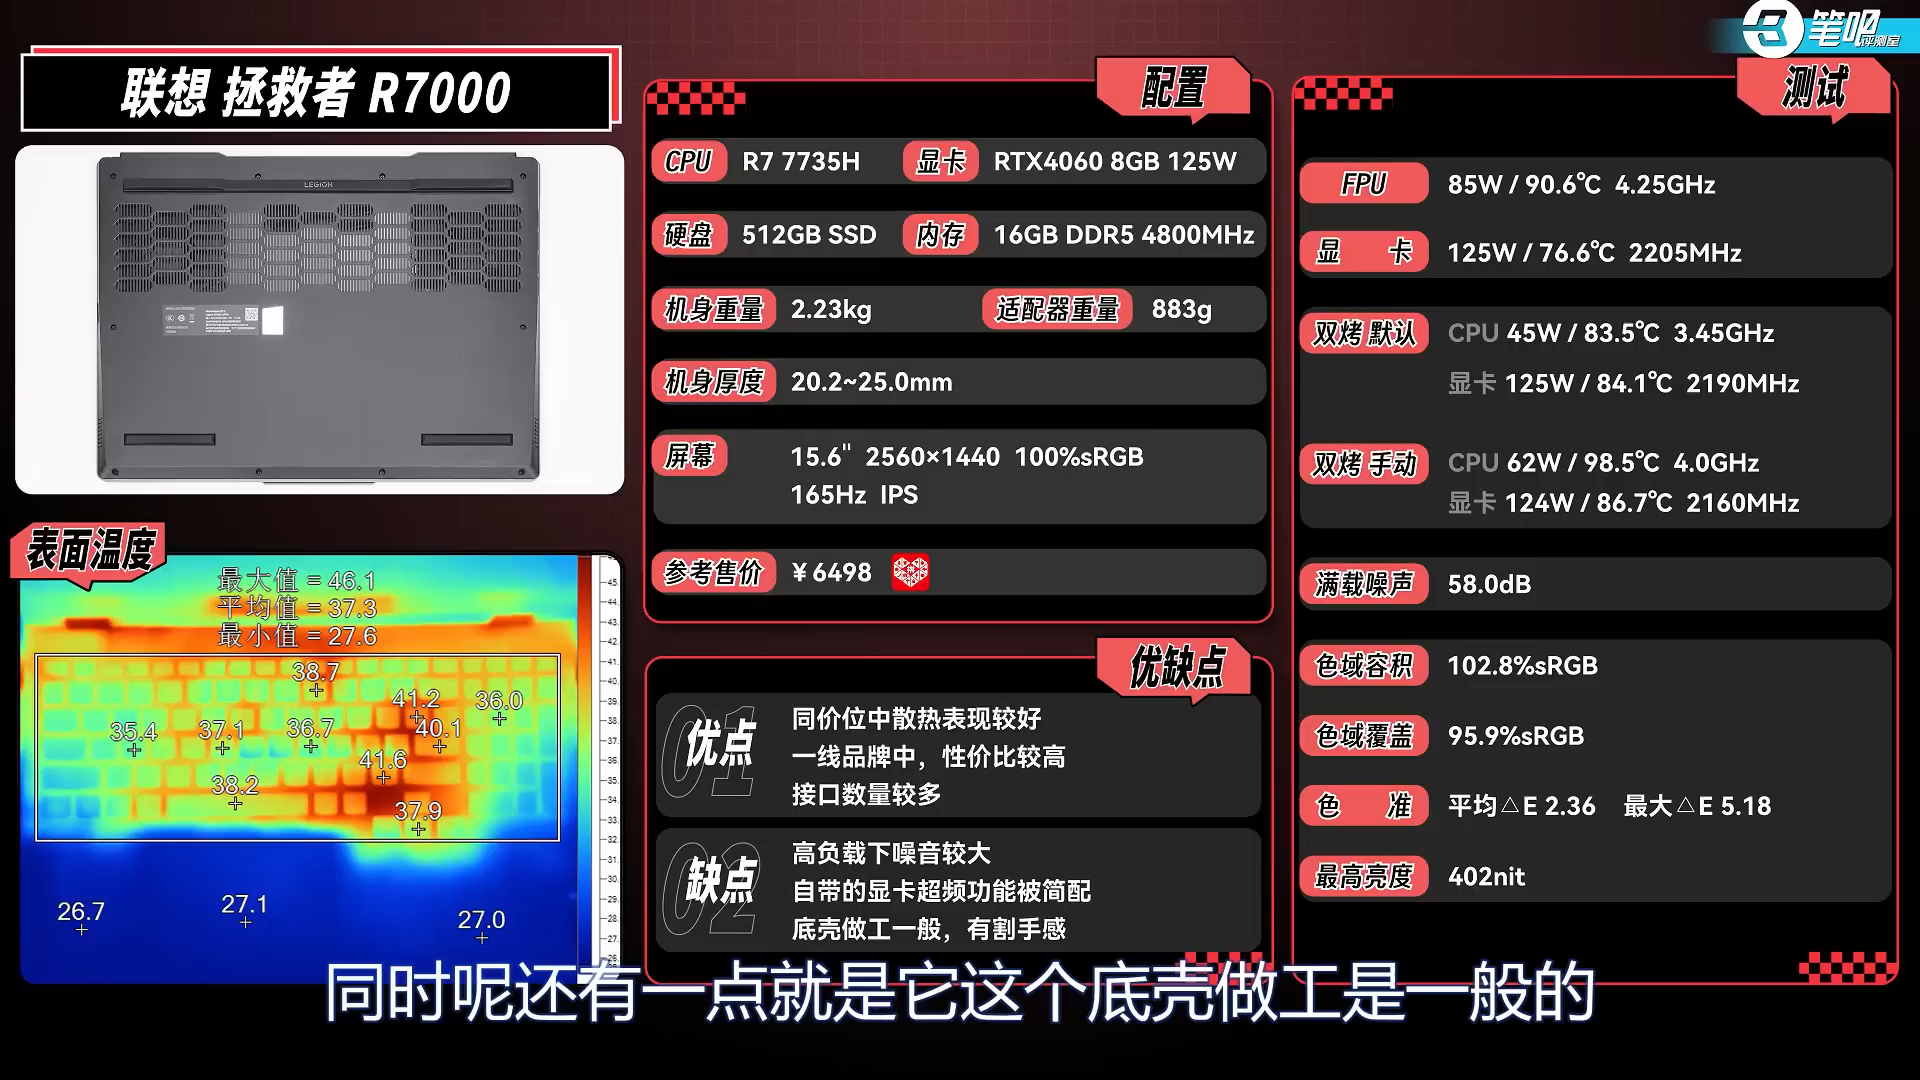 笔吧评测室
联想 拯救者 R7000
LEGION
表面温度
最大值 = 46.1
平均值 = 37.3
最小值 = 27.6
38.7
41.2
36.0
35.4
37.1
36.7
40.1
41.6
38.2
37.9
26.7
27.1
27.0
配置
CPU R7 7735H 显卡 RTX4060 8GB 125W
硬盘 512GB SSD 内存 16GB DDR5 4800MHz
机身重量 2.23kg 适配器重量 883g
机身厚度 20.2~25.0mm
屏幕 15.6" 2560×1440 100%sRGB
165Hz IPS
参考售价 ¥6498
优缺点
01
优点
同价位中散热表现较好
一线品牌中，性价比较高
接口数量较多
02
缺点
高负载下噪音较大
自带的显卡超频功能被简配
底壳做工一般，有割手感
测试
FPU 85W / 90.6℃ 4.25GHz
显卡 125W / 76.6℃ 2205MHz
双烤 默认 CPU 45W / 83.5℃ 3.45GHz
显卡 125W / 84.1℃ 2190MHz
双烤 手动 CPU 62W / 98.5℃ 4.0GHz
显卡 124W / 86.7℃ 2160MHz
满载噪声 58.0dB
色域容积 102.8%sRGB
色域覆盖 95.9%sRGB
色准 平均△E 2.36 最大△E 5.18
最高亮度 402nit
同时呢还有一点就是它这个底壳做工是一般的